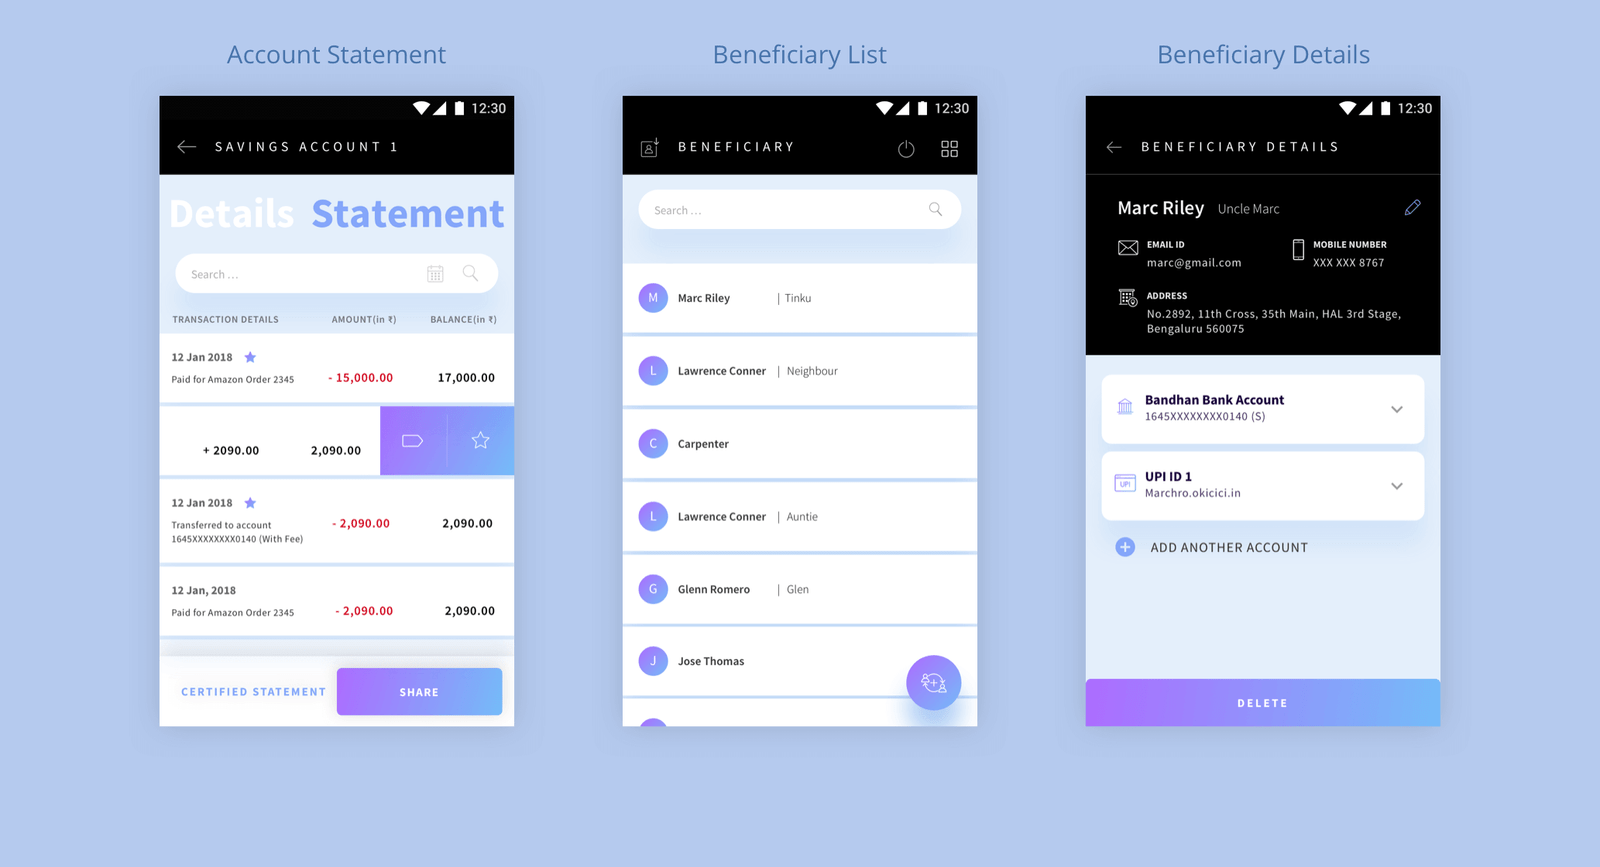 Account Statement
12:30
SAVINGS ACCOUNT 1
Details Statement
Search ...
TRANSACTION DETAILS AMOUNT(in ₹) BALANCE(in ₹)
12 Jan 2018
Paid for Amazon Order 2345 - 15,000.00 17,000.00
+ 2090.00 2,090.00
12 Jan 2018
Transferred to account - 2,090.00 2,090.00
1645XXXXXXXX0140 (With Fee)
12 Jan, 2018
Paid for Amazon Order 2345 - 2,090.00 2,090.00
CERTIFIED STATEMENT SHARE
Beneficiary List
12:30
BENEFICIARY
Search ...
M Marc Riley | Tinku
L Lawrence Conner | Neighbour
C Carpenter
L Lawrence Conner | Auntie
G Glenn Romero | Glen
J Jose Thomas
Beneficiary Details
12:30
BENEFICIARY DETAILS
Marc Riley Uncle Marc
EMAIL ID MOBILE NUMBER
marc@gmail.com XXX XXX 8767
ADDRESS
No.2892, 11th Cross, 35th Main, HAL 3rd Stage,
Bengaluru 560075
Bandhan Bank Account
1645XXXXXXXX0140 (S)
UPI UPI ID 1
Marchro.okicici.in
ADD ANOTHER ACCOUNT
DELETE